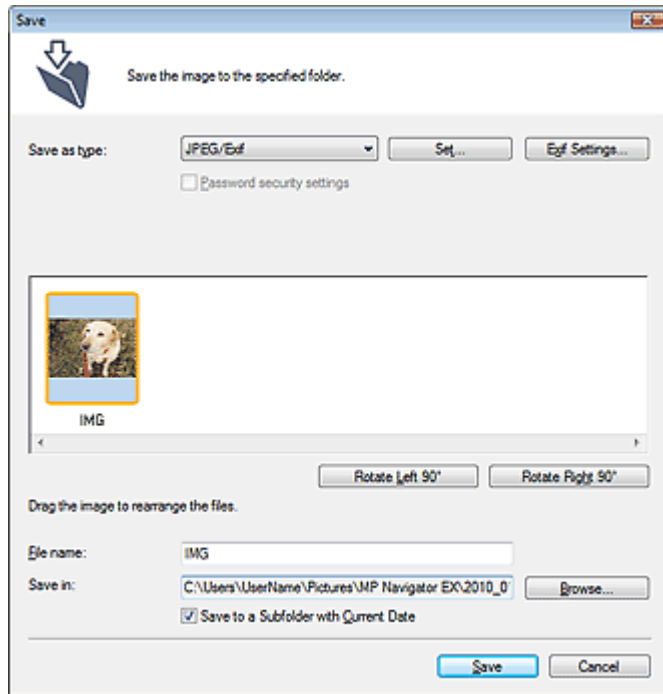 Save
Save the image to the specified folder.
Save as type:
JPEG/Exif
Set...
Exif Settings...
Password security settings
IMG
Rotate Left 90°
Rotate Right 90°
Drag the image to rearrange the files.
File name:
IMG
Save in:
C:\Users\UserName\Pictures\MP Navigator EX\2010_0
Browse...
Save to a Subfolder with Current Date
Save
Cancel